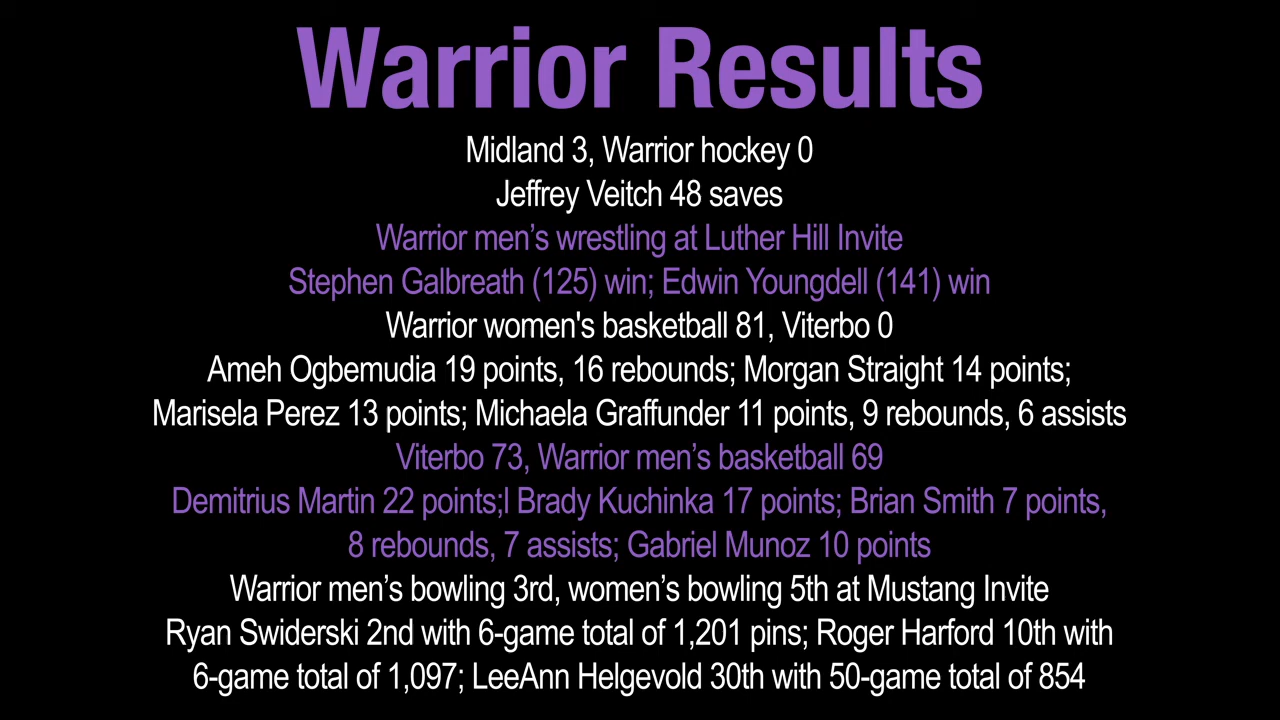 Warrior Results
Midland 3, Warrior hockey 0
Jeffrey Veitch 48 saves
Warrior men’s wrestling at Luther Hill Invite
Stephen Galbreath (125) win; Edwin Youngdell (141) win
Warrior women's basketball 81, Viterbo 0
Ameh Ogbemudia 19 points, 16 rebounds; Morgan Straight 14 points;
Marisela Perez 13 points; Michaela Graffunder 11 points, 9 rebounds, 6 assists
Viterbo 73, Warrior men’s basketball 69
Demitrius Martin 22 points;l Brady Kuchinka 17 points; Brian Smith 7 points,
8 rebounds, 7 assists; Gabriel Munoz 10 points
Warrior men’s bowling 3rd, women’s bowling 5th at Mustang Invite
Ryan Swiderski 2nd with 6-game total of 1,201 pins; Roger Harford 10th with
6-game total of 1,097; LeeAnn Helgevold 30th with 50-game total of 854